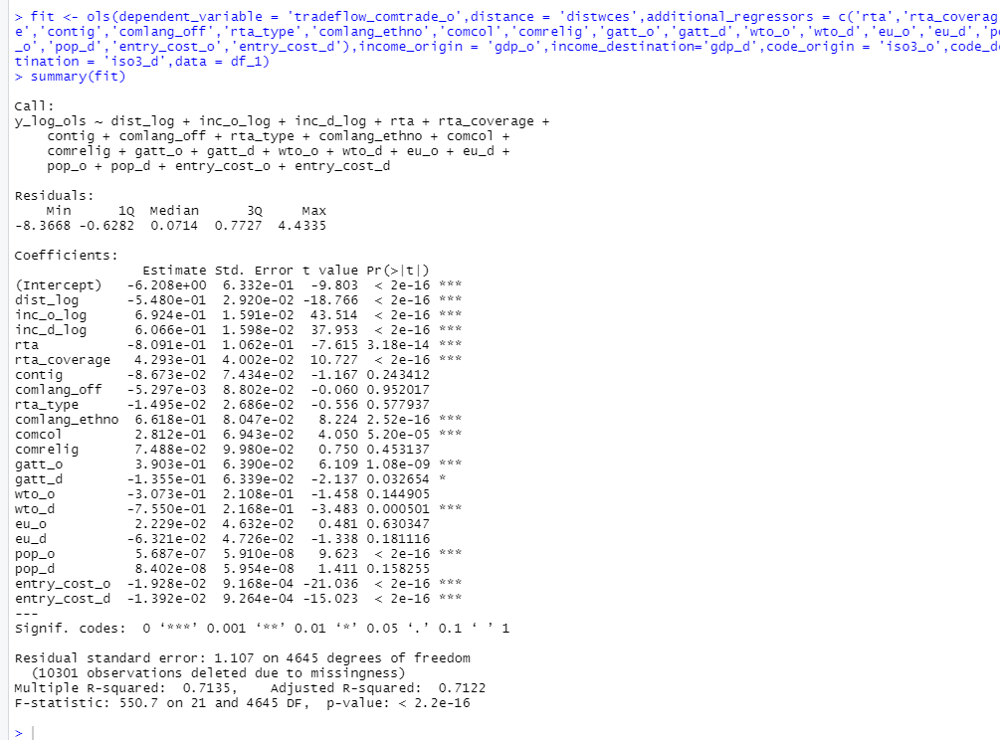 > fit <- ols(dependent_variable = 'tradeflow_comtrade_o',distance = 'distwces',additional_regressors = c('rta','rta_coverag
e','contig','comlang_off','rta_type','comlang_ethno','comcol','comrelig','gatt_o','gatt_d','wto_o','wto_d','eu_o','eu_d','po
_o','pop_d','entry_cost_o','entry_cost_d'),income_origin = 'gdp_o',income_destination='gdp_d',code_origin = 'iso3_o',code_de
tination = 'iso3_d',data = df_1)
> summary(fit)
Call:
y_log_ols ~ dist_log + inc_o_log + inc_d_log + rta + rta_coverage +
    contig + comlang_off + rta_type + comlang_ethno + comcol +
    comrelig + gatt_o + gatt_d + wto_o + wto_d + eu_o + eu_d +
    pop_o + pop_d + entry_cost_o + entry_cost_d
Residuals:
    Min      1Q  Median      3Q     Max
-8.3668 -0.6282  0.0714  0.7727  4.4335
Coefficients:
                Estimate Std. Error t value Pr(>|t|)
(Intercept)   -6.208e+00  6.332e-01  -9.803  < 2e-16 ***
dist_log      -5.480e-01  2.920e-02 -18.766  < 2e-16 ***
inc_o_log      6.924e-01  1.591e-02  43.514  < 2e-16 ***
inc_d_log      6.066e-01  1.598e-02  37.953  < 2e-16 ***
rta           -8.091e-01  1.062e-01  -7.615 3.18e-14 ***
rta_coverage   4.293e-01  4.002e-02  10.727  < 2e-16 ***
contig        -8.673e-02  7.434e-02  -1.167 0.243412
comlang_off   -5.297e-03  8.802e-02  -0.060 0.952017
rta_type      -1.495e-02  2.686e-02  -0.556 0.577937
comlang_ethno  6.618e-01  8.047e-02   8.224 2.52e-16 ***
comcol         2.812e-01  6.943e-02   4.050 5.20e-05 ***
comrelig       7.488e-02  9.980e-02   0.750 0.453137
gatt_o         3.903e-01  6.390e-02   6.109 1.08e-09 ***
gatt_d        -1.355e-01  6.339e-02  -2.137 0.032654 *
wto_o         -3.073e-01  2.108e-01  -1.458 0.144905
wto_d         -7.550e-01  2.168e-01  -3.483 0.000501 ***
eu_o           2.229e-02  4.632e-02   0.481 0.630347
eu_d          -6.321e-02  4.726e-02  -1.338 0.181116
pop_o          5.687e-07  5.910e-08   9.623  < 2e-16 ***
pop_d          8.402e-08  5.954e-08   1.411 0.158255
entry_cost_o  -1.928e-02  9.168e-04 -21.036  < 2e-16 ***
entry_cost_d  -1.392e-02  9.264e-04 -15.023  < 2e-16 ***
---
Signif. codes:  0 ‘***’ 0.001 ‘**’ 0.01 ‘*’ 0.05 ‘.’ 0.1 ‘ ’ 1
Residual standard error: 1.107 on 4645 degrees of freedom
  (10301 observations deleted due to missingness)
Multiple R-squared:  0.7135,    Adjusted R-squared:  0.7122
F-statistic: 550.7 on 21 and 4645 DF,  p-value: < 2.2e-16
>